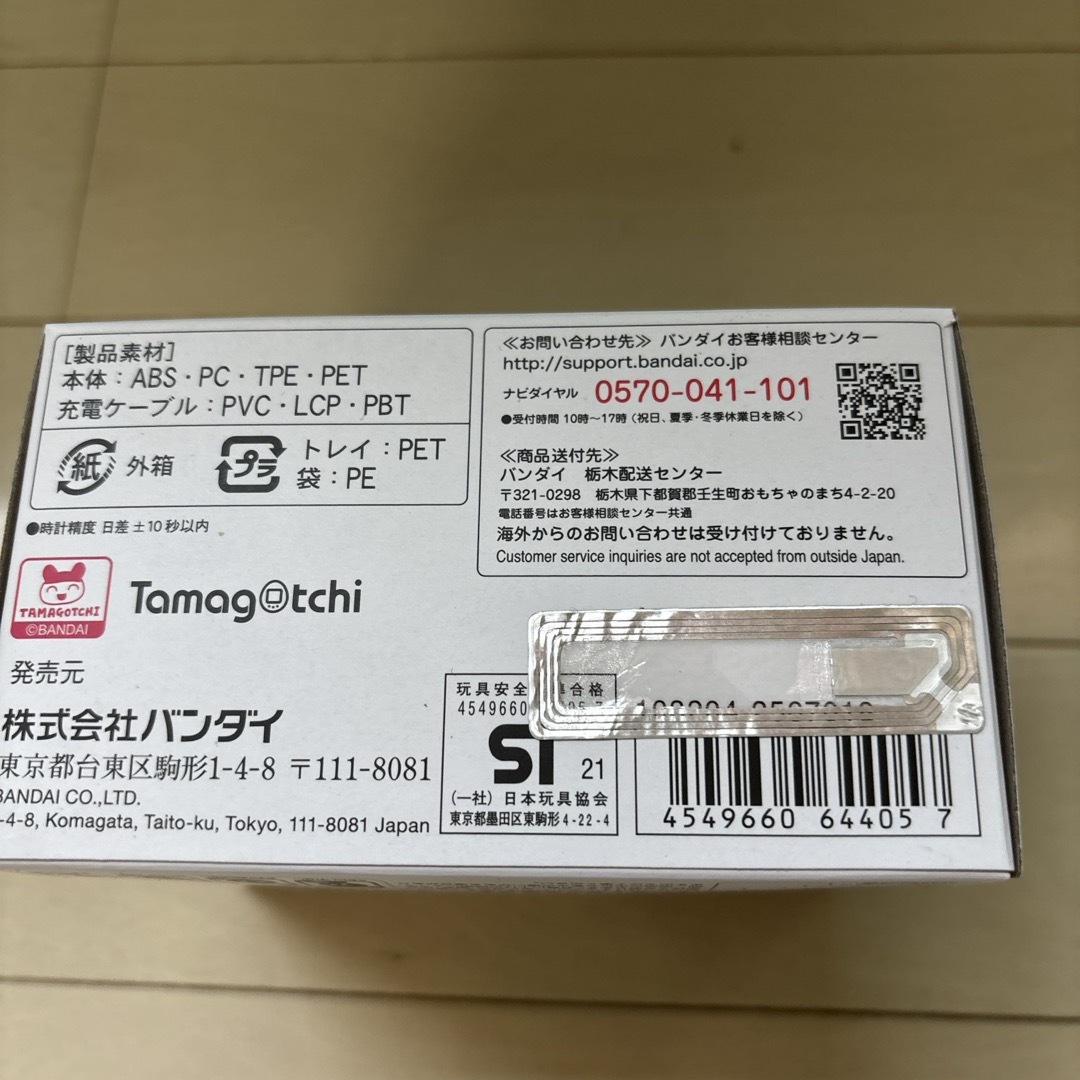 [製品素材]
本体：ABS・PC・TPE・PET
充電ケーブル：PVC・LCP・PBT
紙 外箱 プラ トレイ：PET
袋：PE
●時計精度 日差±10秒以内
TAMAGOTCHI
©BANDAI
Tamagotchi
発売元
株式会社バンダイ
東京都台東区駒形1-4-8 〒111-8081
BANDAI CO.,LTD.
-4-8, Komagata, Taito-ku, Tokyo, 111-8081 Japan
≪お問い合わせ先≫ バンダイお客様相談センター
http://support.bandai.co.jp
ナビダイヤル 0570-041-101
●受付時間 10時～17時（祝日、夏季・冬季休業日を除く）
≪商品送付先≫
バンダイ 栃木配送センター
〒321-0298 栃木県下都賀郡壬生町おもちゃのまち4-2-20
電話番号はお客様相談センター共通
海外からのお問い合わせは受け付けておりません。
Customer service inquiries are not accepted from outside Japan.
玩具安全 合格
4549660
ST 21
（一社）日本玩具協会
東京都墨田区東駒形4-22-4
4549660 64405 7